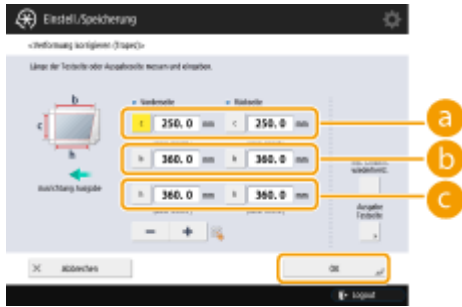 Einstell./Speicherung
<Verformung korrigieren (Trapez)>
Länge der Testseite oder Ausgabeseite messen und eingeben.
b
Vorderseite
Rückseite
c
c
250. 0 mm
c
250. 0 mm
a
b
360. 0 mm
b
360. 0 mm
b
h
Ausrichtung Ausgabe
h
360. 0 mm
h
360. 0 mm
c
wiederherst.
Ausgabe
Testseite
− +
× Abbrechen
OK
Logout